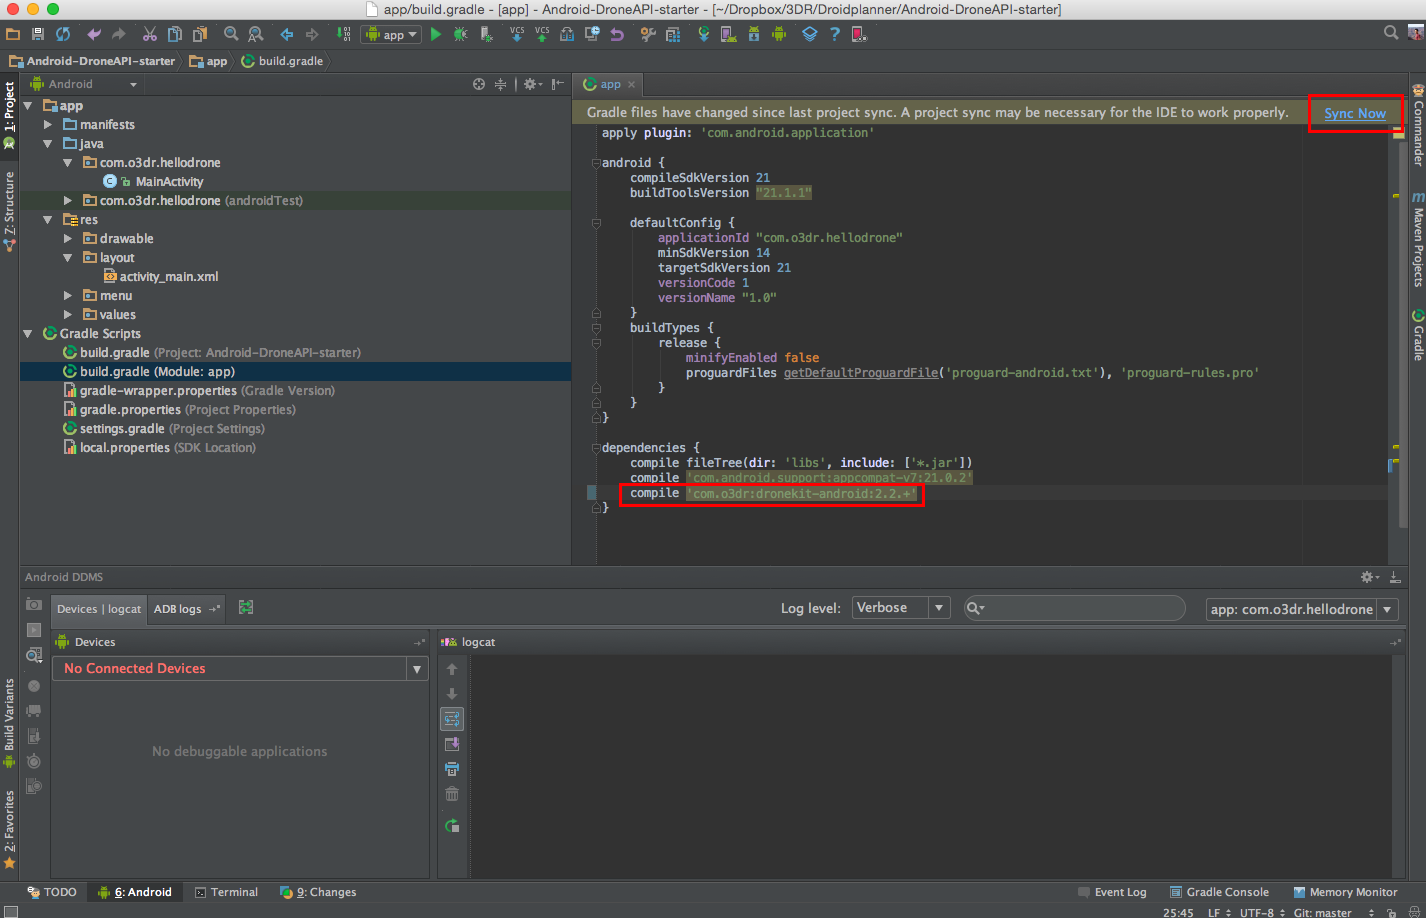 app/build.gradle - [app] - Android-DroneAPI-starter - [~/Dropbox/3DR/Droidplanner/Android-DroneAPI-starter]
app
Android-DroneAPI-starter
app
build.gradle
1: Project
Z: Structure
Build Variants
2: Favorites
Android
app
manifests
java
com.o3dr.hellodrone
MainActivity
com.o3dr.hellodrone (androidTest)
res
drawable
layout
activity_main.xml
menu
values
Gradle Scripts
build.gradle (Project: Android-DroneAPI-starter)
build.gradle (Module: app)
gradle-wrapper.properties (Gradle Version)
gradle.properties (Project Properties)
settings.gradle (Project Settings)
local.properties (SDK Location)
app
Gradle files have changed since last project sync. A project sync may be necessary for the IDE to work properly.
Sync Now
apply plugin: 'com.android.application'
android {
compileSdkVersion 21
buildToolsVersion "21.1.1"
defaultConfig {
applicationId "com.o3dr.hellodrone"
minSdkVersion 14
targetSdkVersion 21
versionCode 1
versionName "1.0"
}
buildTypes {
release {
minifyEnabled false
proguardFiles getDefaultProguardFile('proguard-android.txt'), 'proguard-rules.pro'
}
}
}
dependencies {
compile fileTree(dir: 'libs', include: ['*.jar'])
compile 'com.android.support:appcompat-v7:21.0.2'
compile 'com.o3dr:dronekit-android:2.2.+'
}
Commander
Maven Projects
Gradle
Android DDMS
Devices | logcat
ADB logs
Log level:
Verbose
app: com.o3dr.hellodrone
Devices
No Connected Devices
No debuggable applications
logcat
TODO
6: Android
Terminal
9: Changes
Event Log
Gradle Console
Memory Monitor
25:45
LF
UTF-8
Git: master